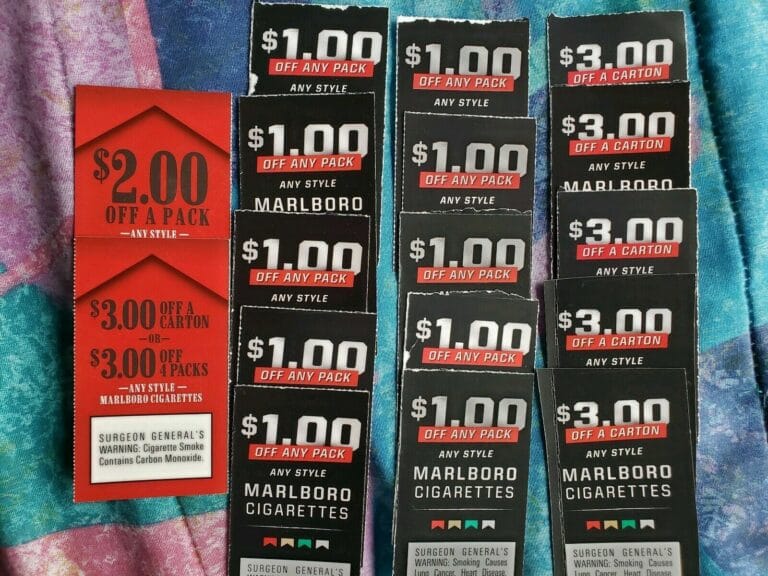 $2.00
OFF A PACK
—ANY STYLE—
$3.00 OFF A CARTON
—OR—
$3.00 OFF 4 PACKS
—ANY STYLE—
MARLBORO CIGARETTES
SURGEON GENERAL'S
WARNING: Cigarette Smoke
Contains Carbon Monoxide.
$1.00
OFF ANY PACK
ANY STYLE
$1.00
OFF ANY PACK
ANY STYLE
MARLBORO
$1.00
OFF ANY PACK
ANY STYLE
$1.00
OFF ANY PACK
$1.00
OFF ANY PACK
ANY STYLE
MARLBORO
CIGARETTES
SURGEON GENERAL'S
$1.00
OFF ANY PACK
ANY STYLE
$1.00
OFF ANY PACK
ANY STYLE
$1.00
OFF ANY PACK
$1.00
OFF ANY PACK
$1.00
OFF ANY PACK
ANY STYLE
MARLBORO
CIGARETTES
SURGEON GENERAL'S
WARNING: Smoking Causes
Lung Cancer, Heart Disease,
$3.00
OFF A CARTON
$3.00
OFF A CARTON
ANY STYLE
MARLBORO
$3.00
OFF A CARTON
ANY STYLE
$3.00
OFF A CARTON
ANY STYLE
$3.00
OFF A CARTON
ANY STYLE
MARLBORO
CIGARETTES
SURGEON GENERAL'S
WARNING: Smoking Causes
Lung Cancer, Heart Disease,